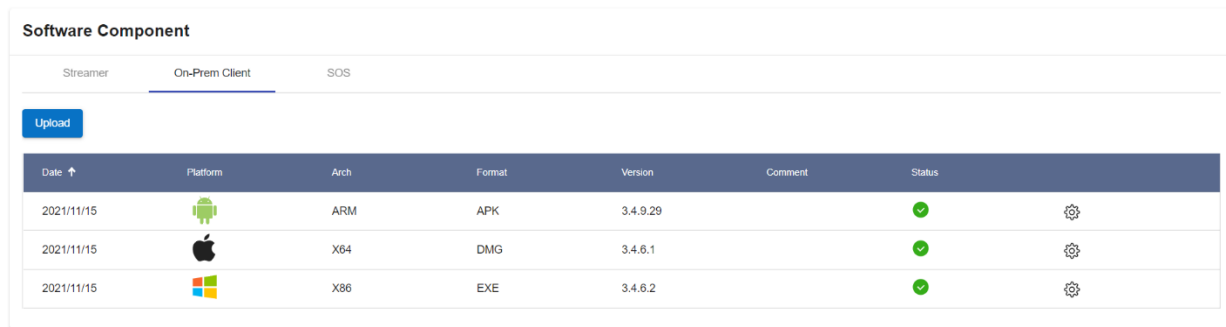 Software Component
Streamer On-Prem Client SOS
Upload
Date Platform Arch Format Version Comment Status
2021/11/15 ARM APK 3.4.9.29
2021/11/15 X64 DMG 3.4.6.1
2021/11/15 X86 EXE 3.4.6.2